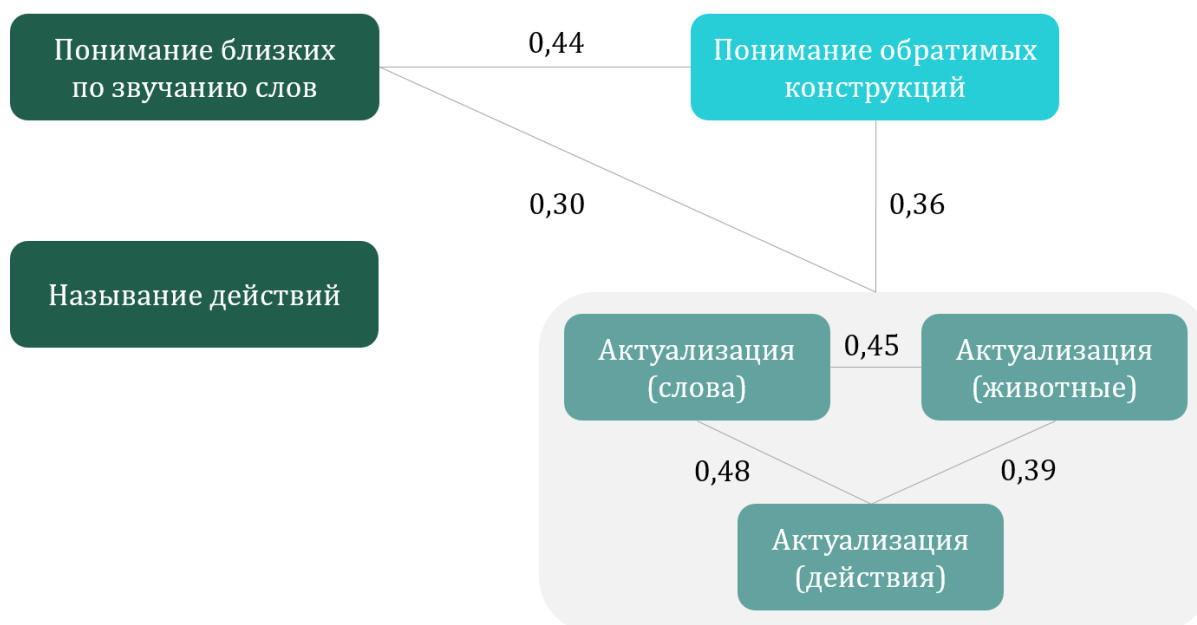 Понимание близких
по звучанию слов
0,44
Понимание обратимых
конструкций
0,30
0,36
Называние действий
Актуализация
(слова)
0,45
Актуализация
(животные)
0,48
0,39
Актуализация
(действия)